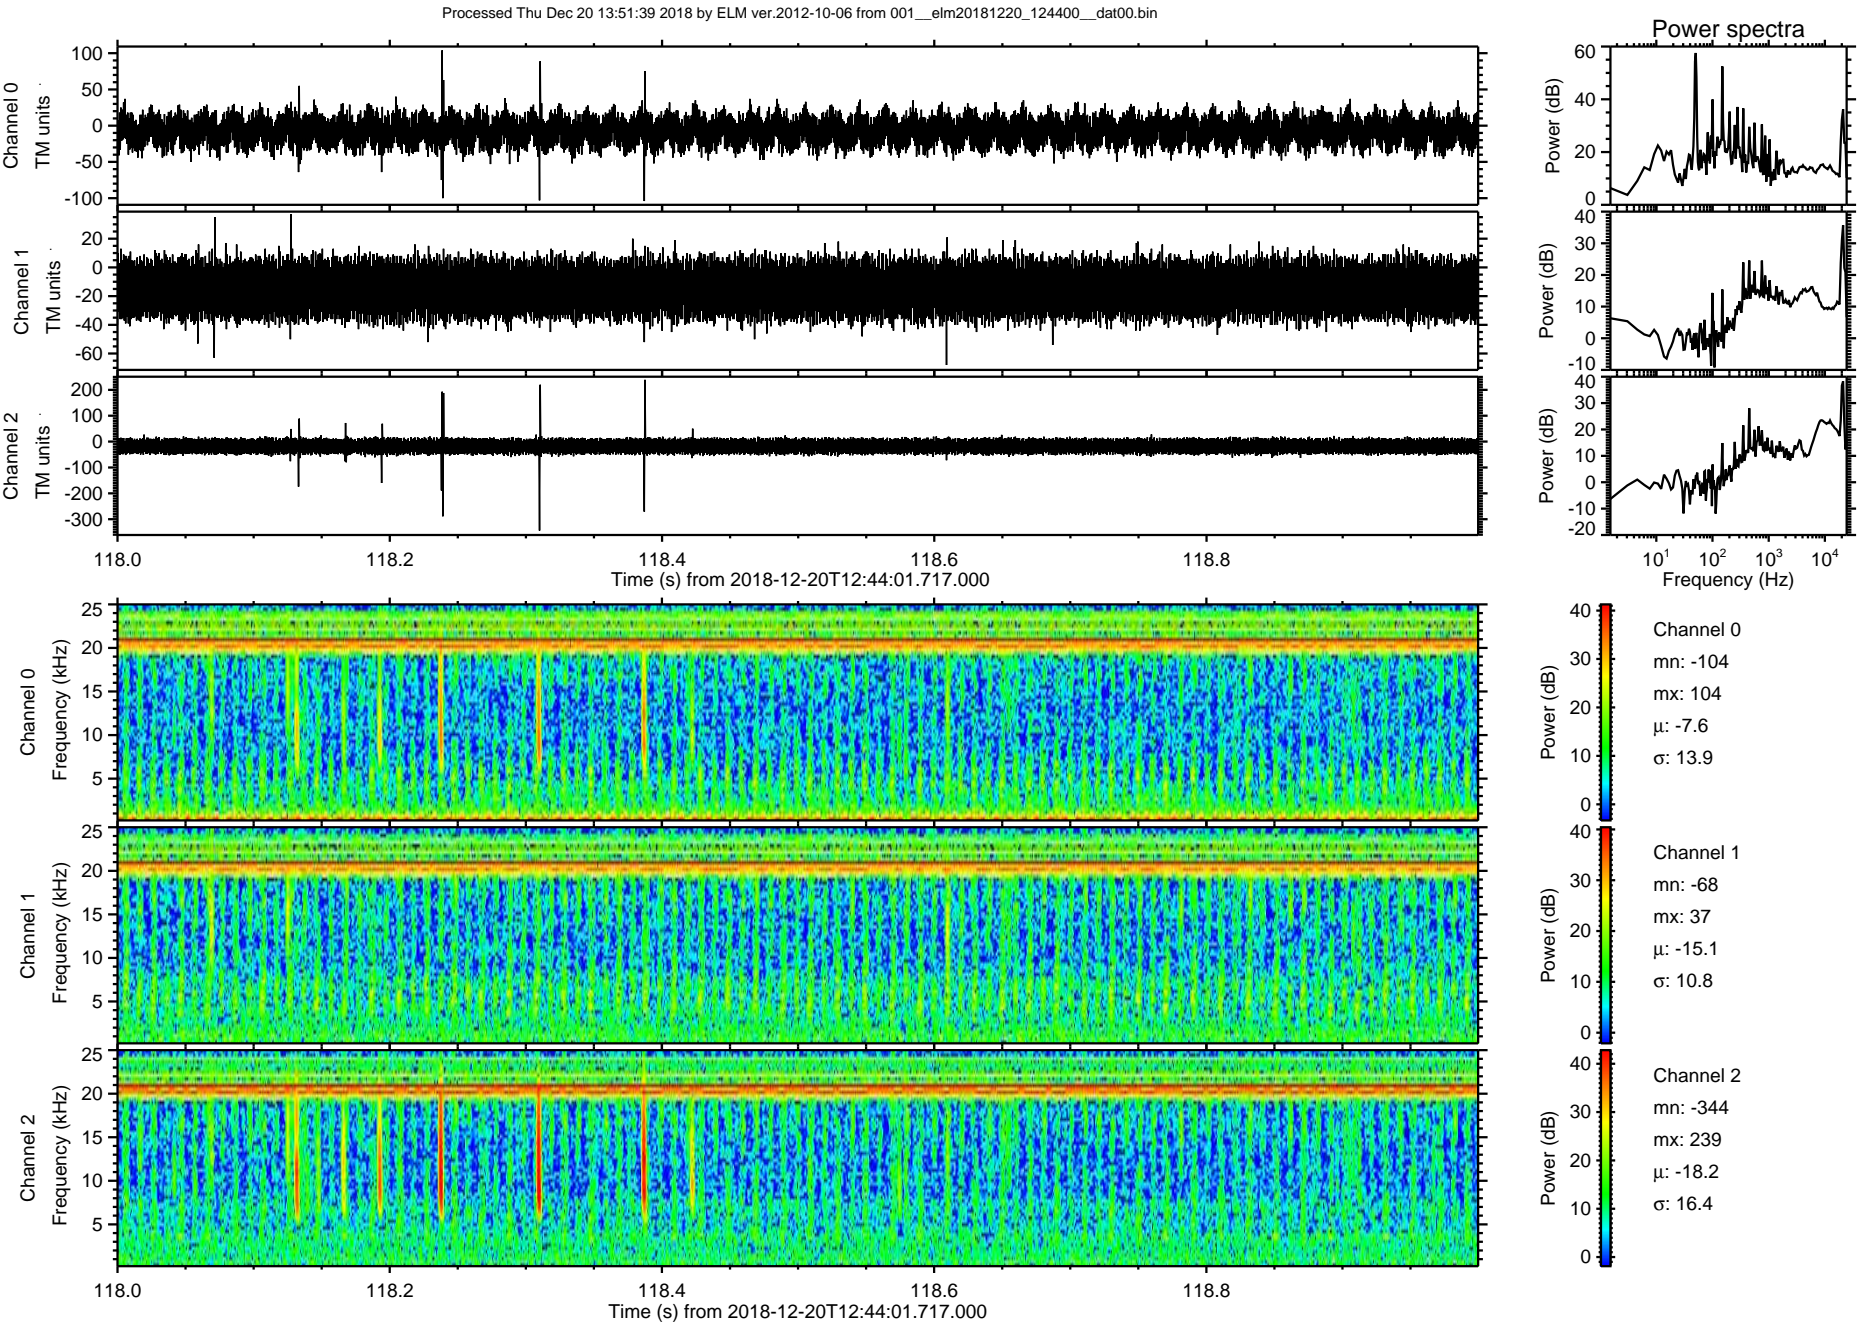 Processed Thu Dec 20 13:51:39 2018 by ELM ver.2012-10-06 from 001__elm20181220_124400__dat00.bin
Power spectra
Channel 0
TM units
100
50
0
-50
-100
Power (dB)
60
40
20
0
Channel 1
TM units
20
0
-20
-40
-60
Power (dB)
40
30
20
10
0
-10
Channel 2
TM units
200
100
0
-100
-200
-300
Power (dB)
40
30
20
10
0
-10
-20
118.0 118.2 118.4 118.6 118.8
Time (s) from 2018-12-20T12:44:01.717.000
10^1 10^2 10^3 10^4
Frequency (Hz)
Channel 0
Frequency (kHz)
25
20
15
10
5
Power (dB)
40
30
20
10
0
Channel 0
mn: -104
mx: 104
μ: -7.6
σ: 13.9
Channel 1
Frequency (kHz)
25
20
15
10
5
Power (dB)
40
30
20
10
0
Channel 1
mn: -68
mx: 37
μ: -15.1
σ: 10.8
Channel 2
Frequency (kHz)
25
20
15
10
5
Power (dB)
40
30
20
10
0
Channel 2
mn: -344
mx: 239
μ: -18.2
σ: 16.4
118.0 118.2 118.4 118.6 118.8
Time (s) from 2018-12-20T12:44:01.717.000